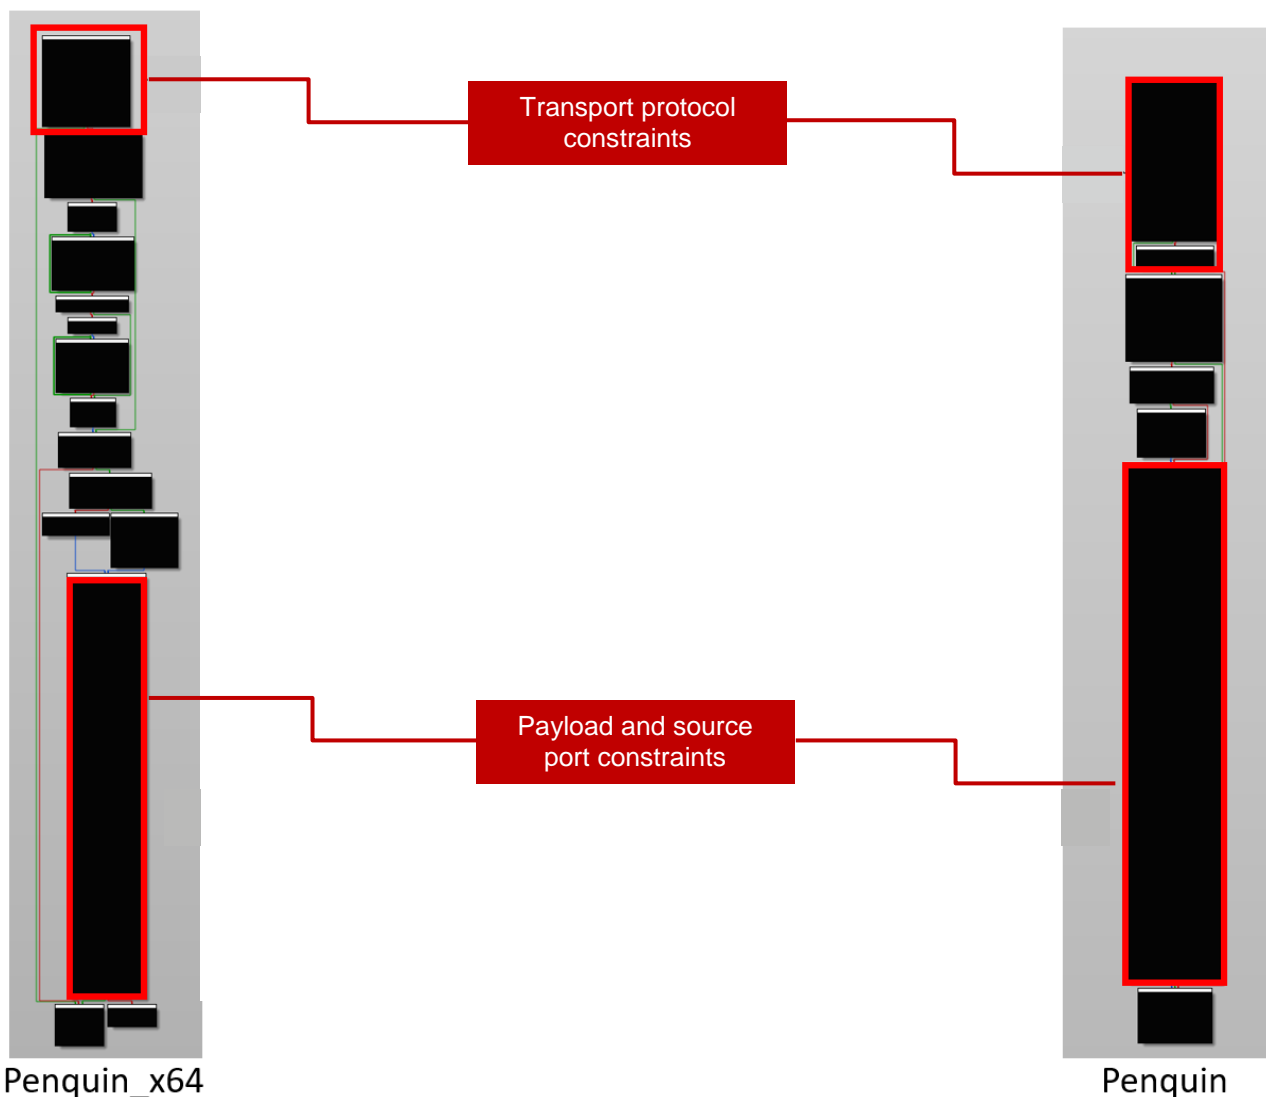 Transport protocol
constraints
Payload and source
port constraints
Penquin_x64
Penquin